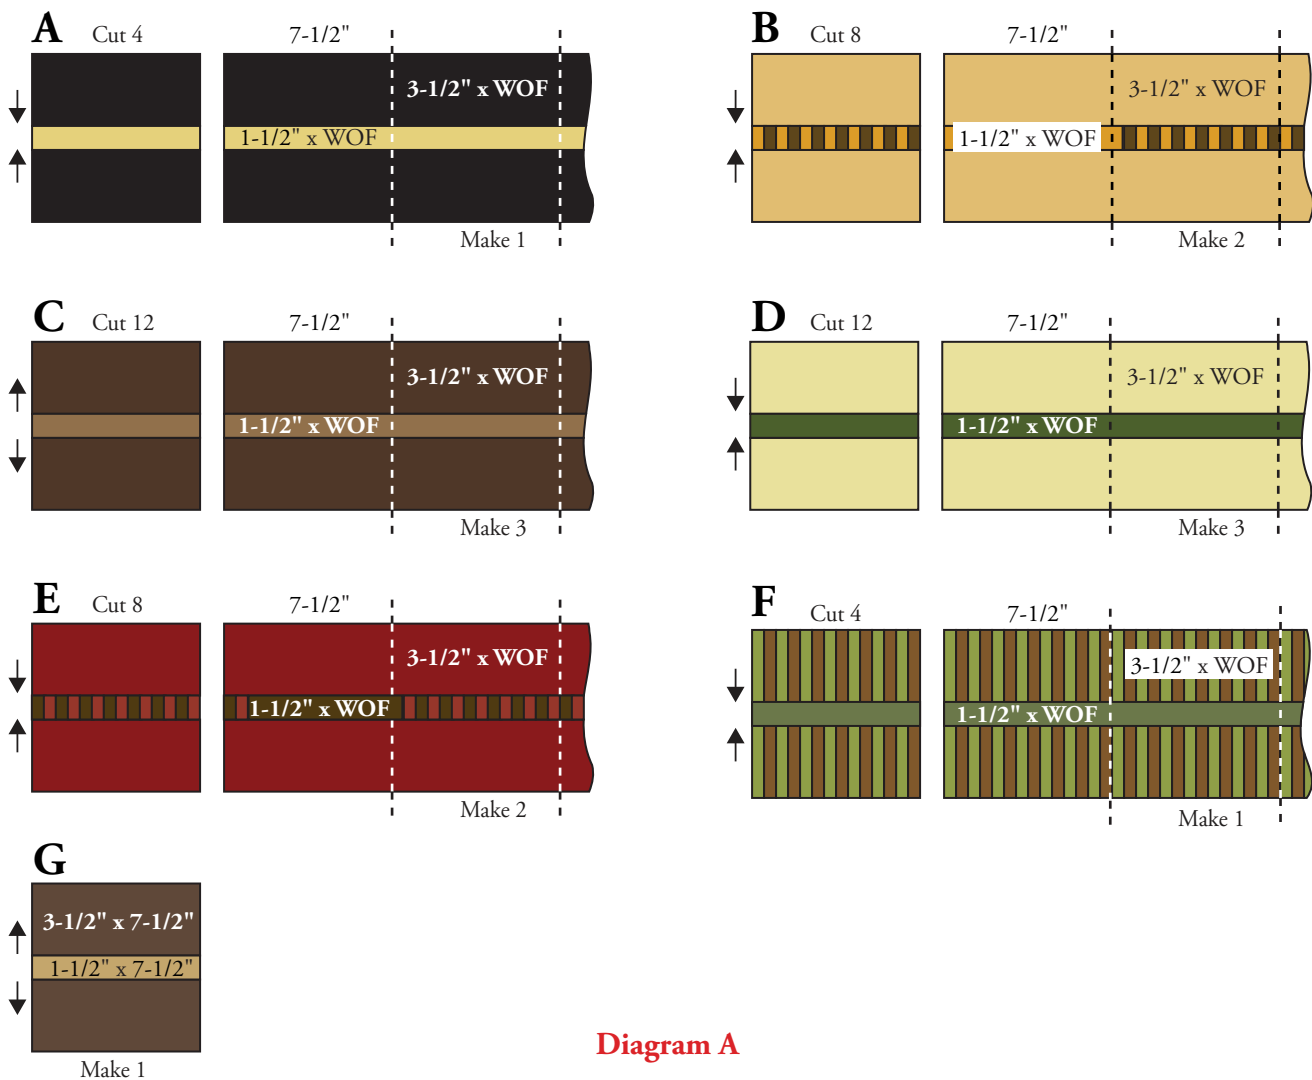 A
Cut 4
7-1/2"
3-1/2" x WOF
1-1/2" x WOF
Make 1
B
Cut 8
7-1/2"
3-1/2" x WOF
1-1/2" x WOF
Make 2
C
Cut 12
7-1/2"
3-1/2" x WOF
1-1/2" x WOF
Make 3
D
Cut 12
7-1/2"
3-1/2" x WOF
1-1/2" x WOF
Make 3
E
Cut 8
7-1/2"
3-1/2" x WOF
1-1/2" x WOF
Make 2
F
Cut 4
7-1/2"
3-1/2" x WOF
1-1/2" x WOF
Make 1
G
3-1/2" x 7-1/2"
1-1/2" x 7-1/2"
Make 1
Diagram A